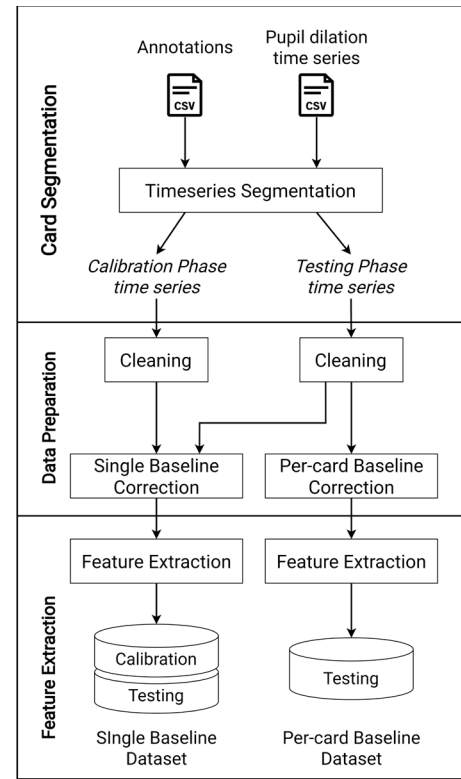 Card Segmentation
Annotations
Pupil dilation
time series
CSV
CSV
Timeseries Segmentation
Calibration Phase
time series
Testing Phase
time series
Data Preparation
Cleaning
Cleaning
Single Baseline
Correction
Per-card Baseline
Correction
Feature Extraction
Feature Extraction
Feature Extraction
Calibration
Testing
Testing
SIngle Baseline
Dataset
Per-card Baseline
Dataset